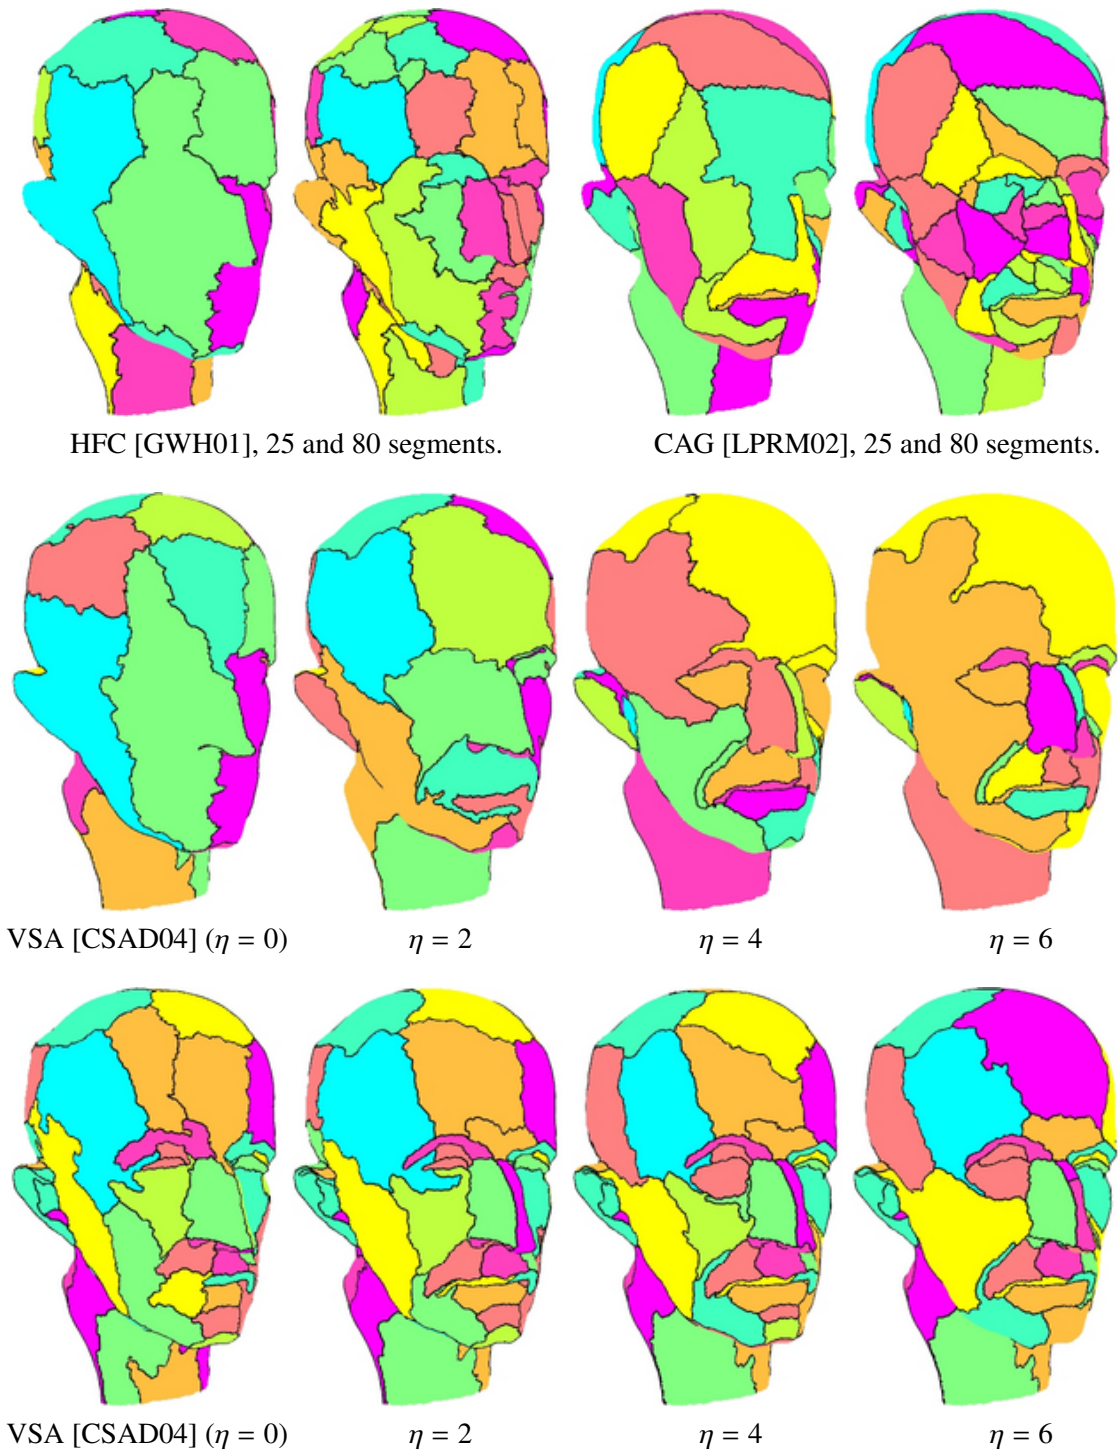 HFC [GWH01], 25 and 80 segments.
CAG [LPRM02], 25 and 80 segments.
VSA [CSAD04] (η = 0)
η = 2
η = 4
η = 6
VSA [CSAD04] (η = 0)
η = 2
η = 4
η = 6